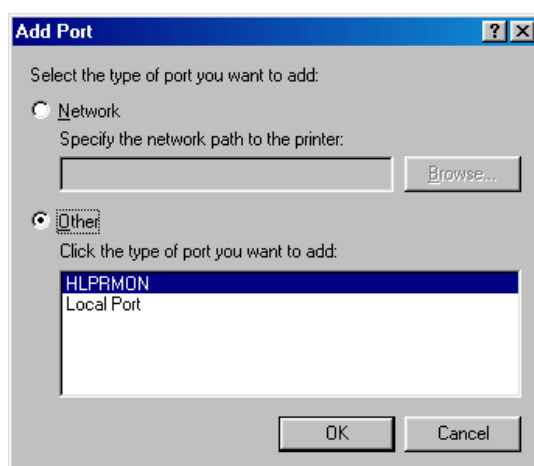 Add Port
Select the type of port you want to add:
Network
Specify the network path to the printer:
Browse...
Other
Click the type of port you want to add:
HLPRMON
Local Port
OK Cancel